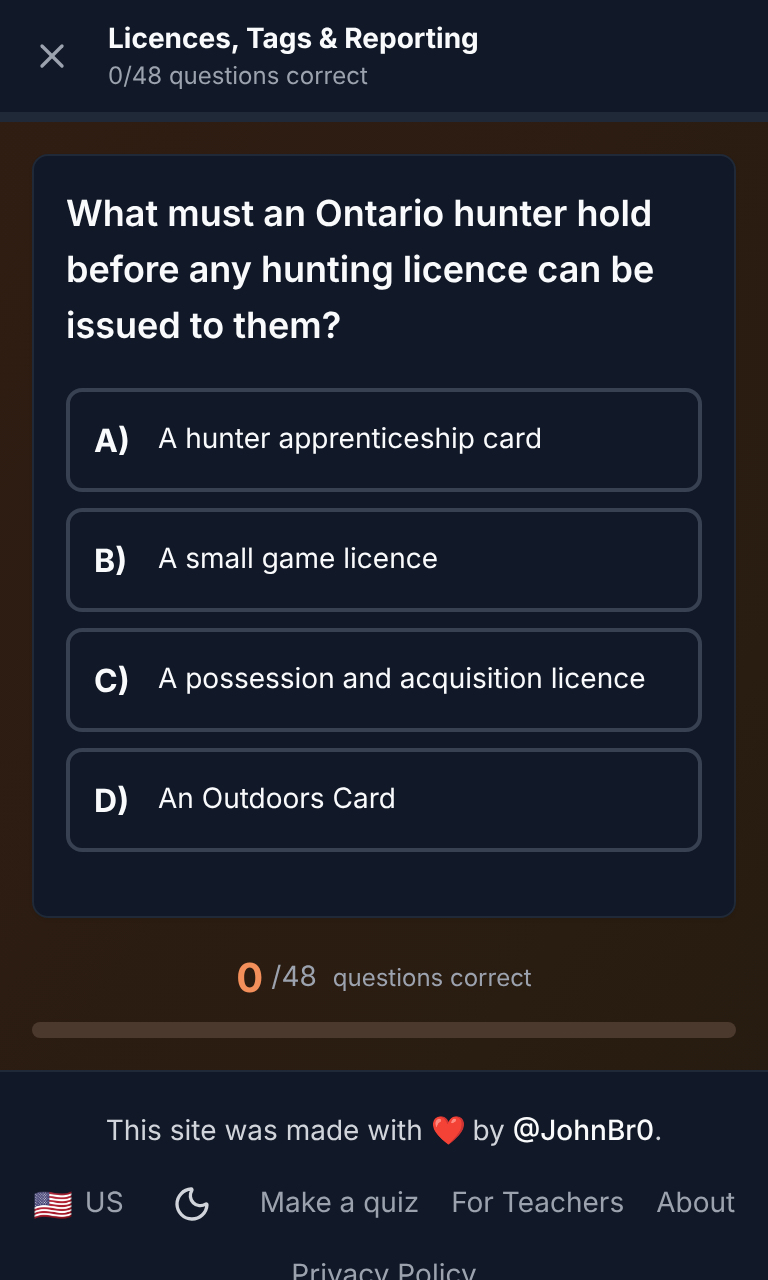 Licences, Tags & Reporting
0/48 questions correct
What must an Ontario hunter hold
before any hunting licence can be
issued to them?
A) A hunter apprenticeship card
B) A small game licence
C) A possession and acquisition licence
D) An Outdoors Card
0 /48 questions correct
This site was made with ❤️ by @JohnBr0.
🇺🇸 US Make a quiz For Teachers About
Privacy Policy